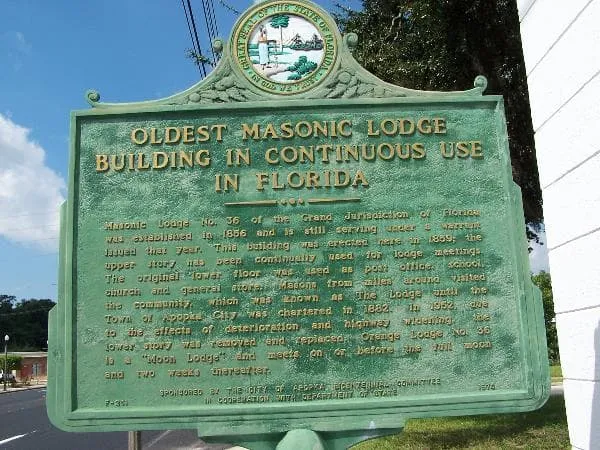 GREAT SEAL OF THE STATE OF FLORIDA
IN GOD WE TRUST
OLDEST MASONIC LODGE
BUILDING IN CONTINUOUS USE
IN FLORIDA
Masonic Lodge No. 36 of the Grand Jurisdiction of Florida
was established in 1856 and is still serving under a warrant
issued that year. This building was erected here in 1859; the
upper story has been continually used for lodge meetings.
The original lower floor was used as post office, school,
church and general store. Masons from miles around visited
the community, which was known as The Lodge until the
Town of Apopka City was chartered in 1882. In 1952, due
to the effects of deterioration and highway widening, the
lower story was removed and replaced. Orange Lodge No. 36
is a "Moon Lodge" and meets on or before the full moon
and two weeks thereafter.
SPONSORED BY THE CITY OF APOPKA, BICENTENNIAL COMMITTEE
F-251 IN COOPERATION WITH DEPARTMENT OF STATE 1976